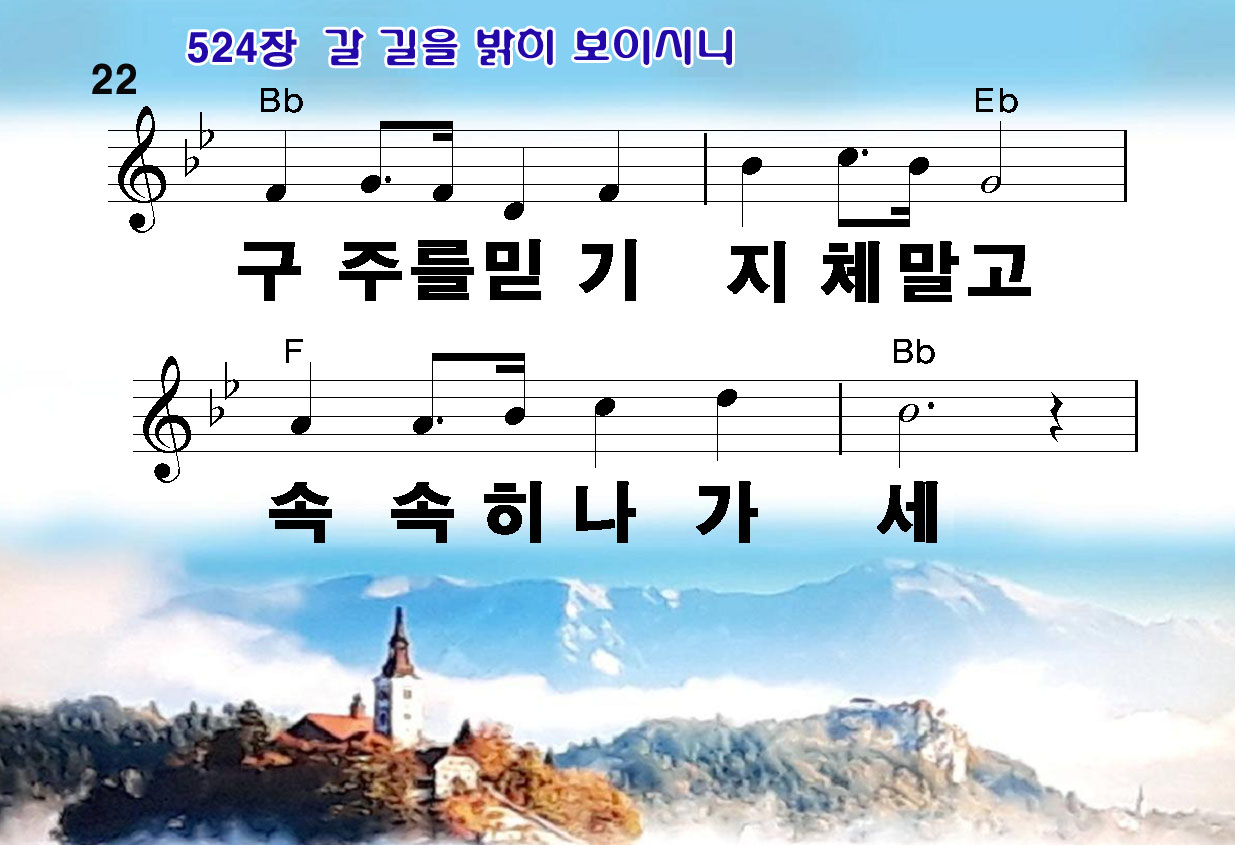 524장 갈 길을 밝히 보이시니
22
Bb Eb
구 주를믿 기 지 체말고
F Bb
속 속히나 가 세